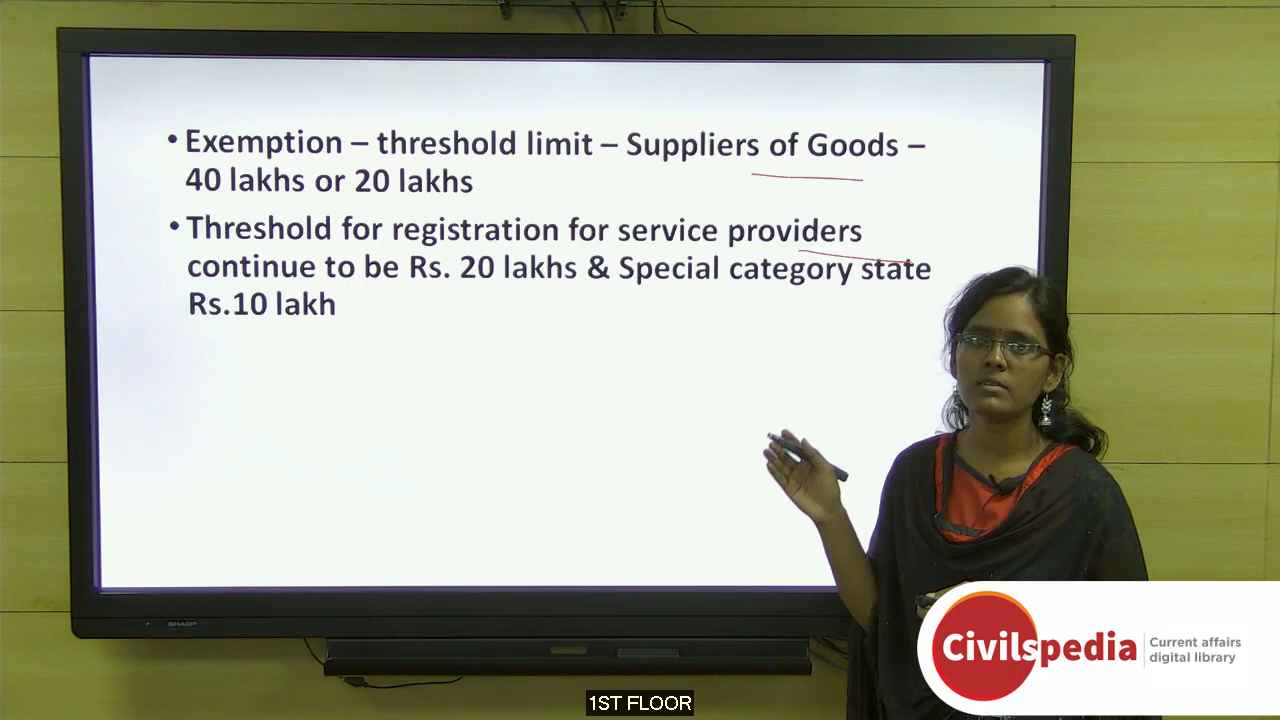 • Exemption – threshold limit – Suppliers of Goods –
40 lakhs or 20 lakhs
• Threshold for registration for service providers
continue to be Rs. 20 lakhs & Special category state
Rs.10 lakh
SHARP
Civilspedia
Current affairs
digital library
1ST FLOOR